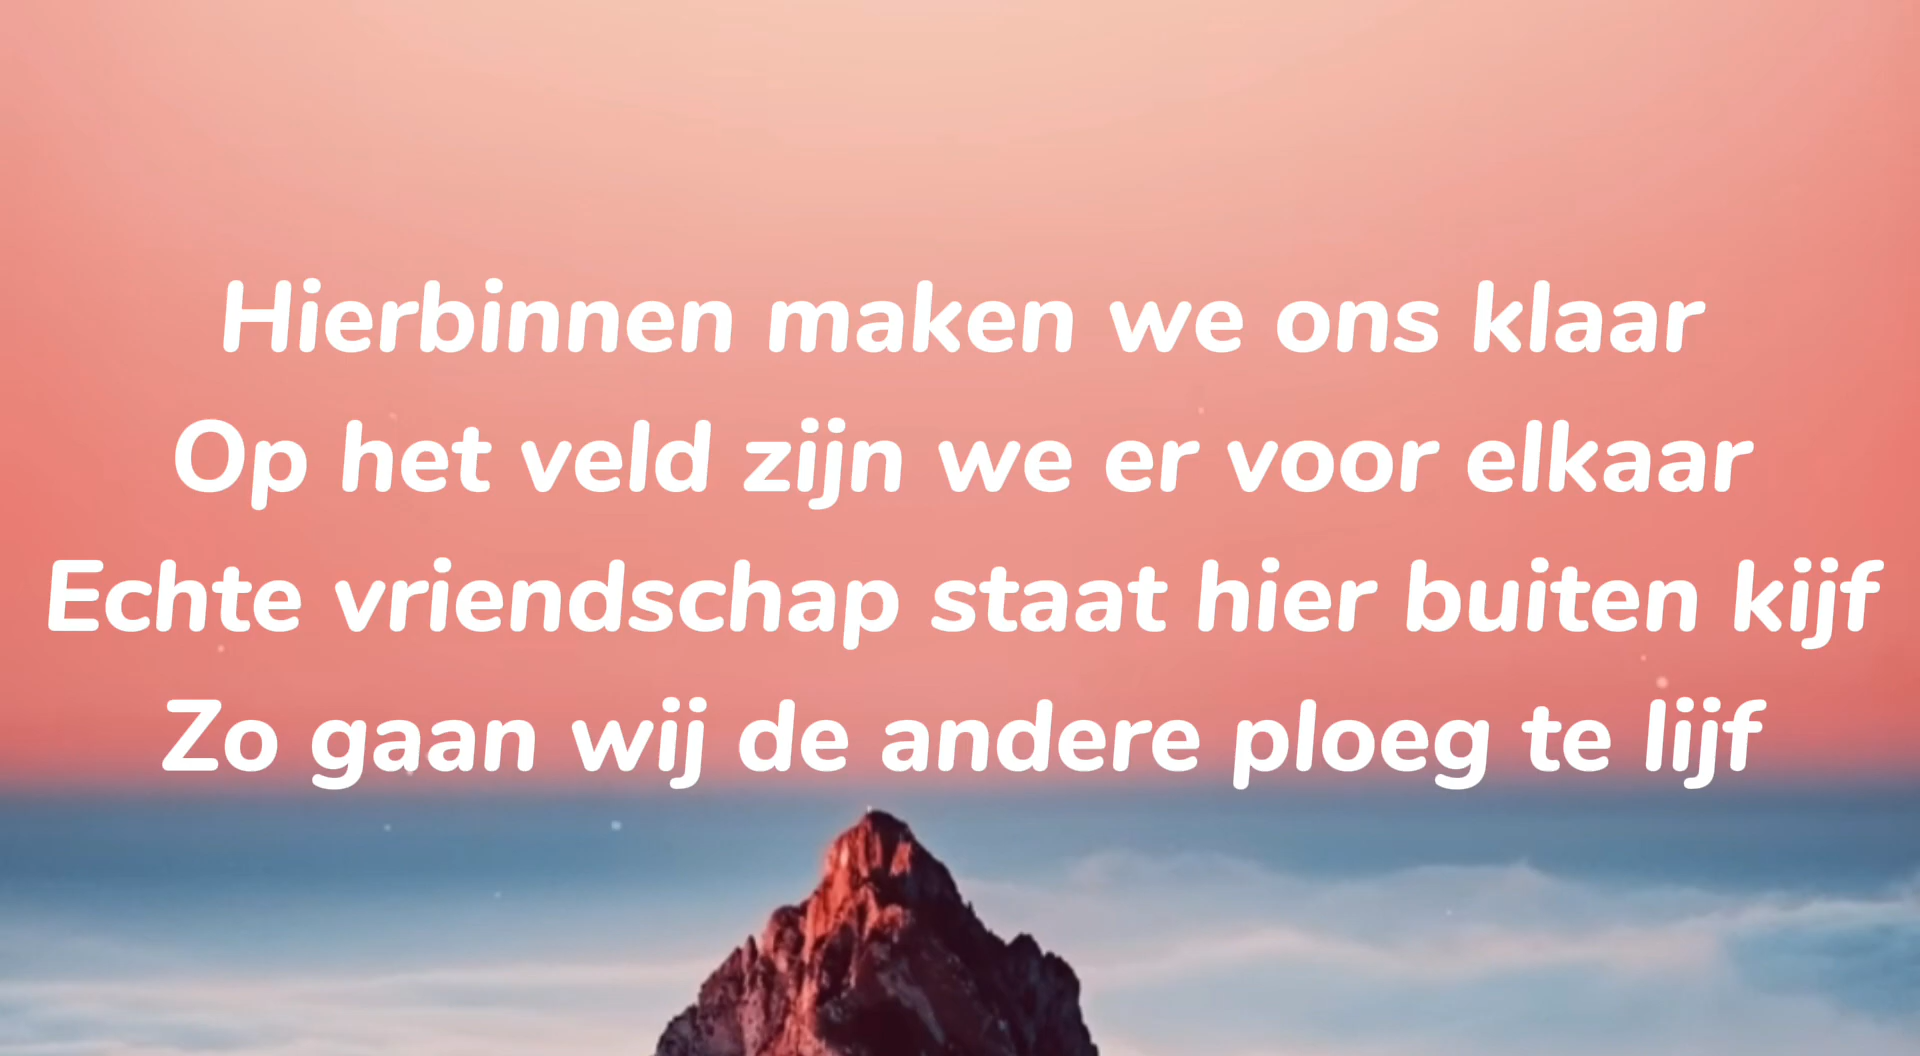 Hierbinnen maken we ons klaar
Op het veld zijn we er voor elkaar
Echte vriendschap staat hier buiten kijf
Zo gaan wij de andere ploeg te lijf